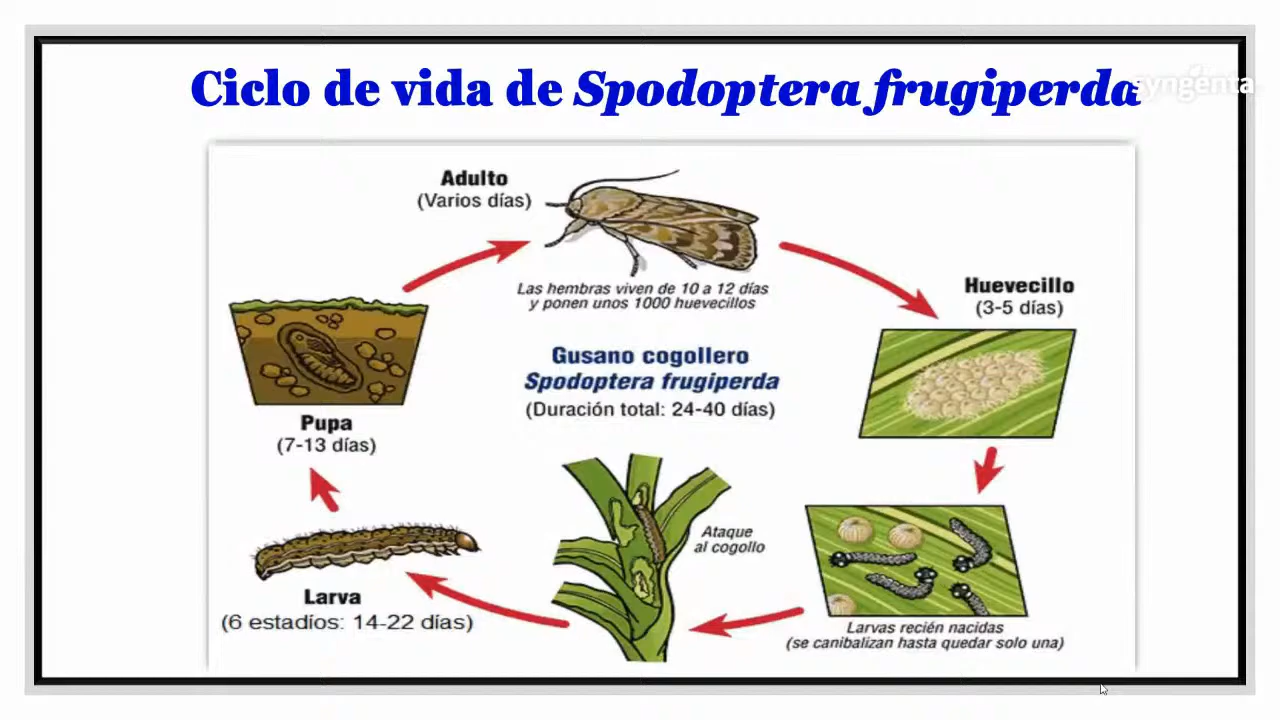 Ciclo de vida de Spodoptera frugiperda
syngenta
Adulto
(Varios días)
Las hembras viven de 10 a 12 días
y ponen unos 1000 huevecillos
Huevecillo
(3-5 días)
Gusano cogollero
Spodoptera frugiperda
(Duración total: 24-40 días)
Pupa
(7-13 días)
Ataque
al cogollo
Larva
(6 estadíos: 14-22 días)
Larvas recién nacidas
(se canibalizan hasta quedar solo una)